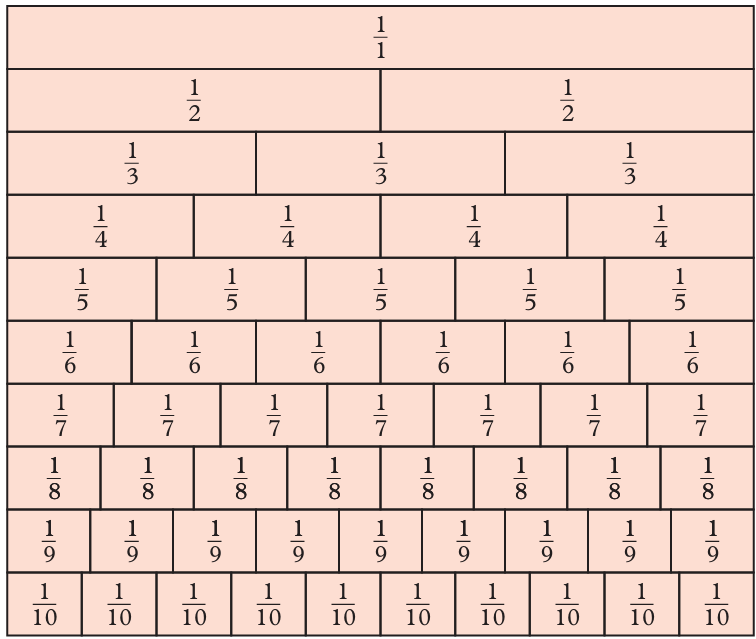 1/1
1/2 1/2
1/3 1/3 1/3
1/4 1/4 1/4 1/4
1/5 1/5 1/5 1/5 1/5
1/6 1/6 1/6 1/6 1/6 1/6
1/7 1/7 1/7 1/7 1/7 1/7 1/7
1/8 1/8 1/8 1/8 1/8 1/8 1/8 1/8
1/9 1/9 1/9 1/9 1/9 1/9 1/9 1/9 1/9
1/10 1/10 1/10 1/10 1/10 1/10 1/10 1/10 1/10 1/10